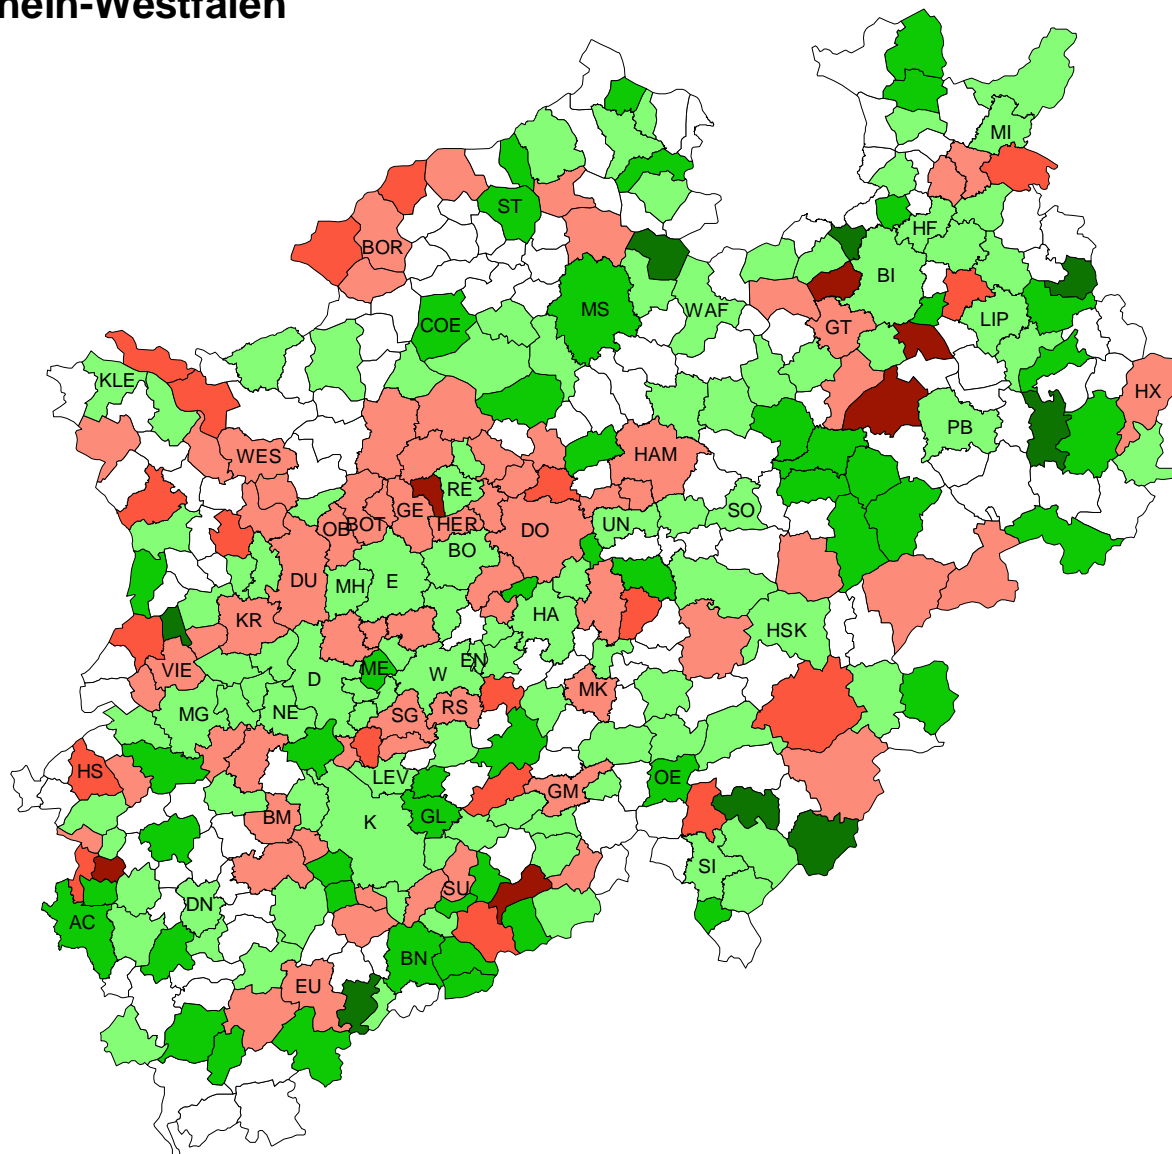 hein-Westfalen
MI
ST
HF
BOR
BI
MS
WAF
LIP
COE
GT
KLE
HX
PB
WES
HAM
RE
GE
SO
OB
BOT
HER
UN
DO
BO
DU
MH
E
HA
KR
HSK
EN
ME
VIE
W
D
MK
RS
MG
NE
SG
HS
LEV
OE
GM
BM
K
GL
SI
SU
DN
AC
BN
EU